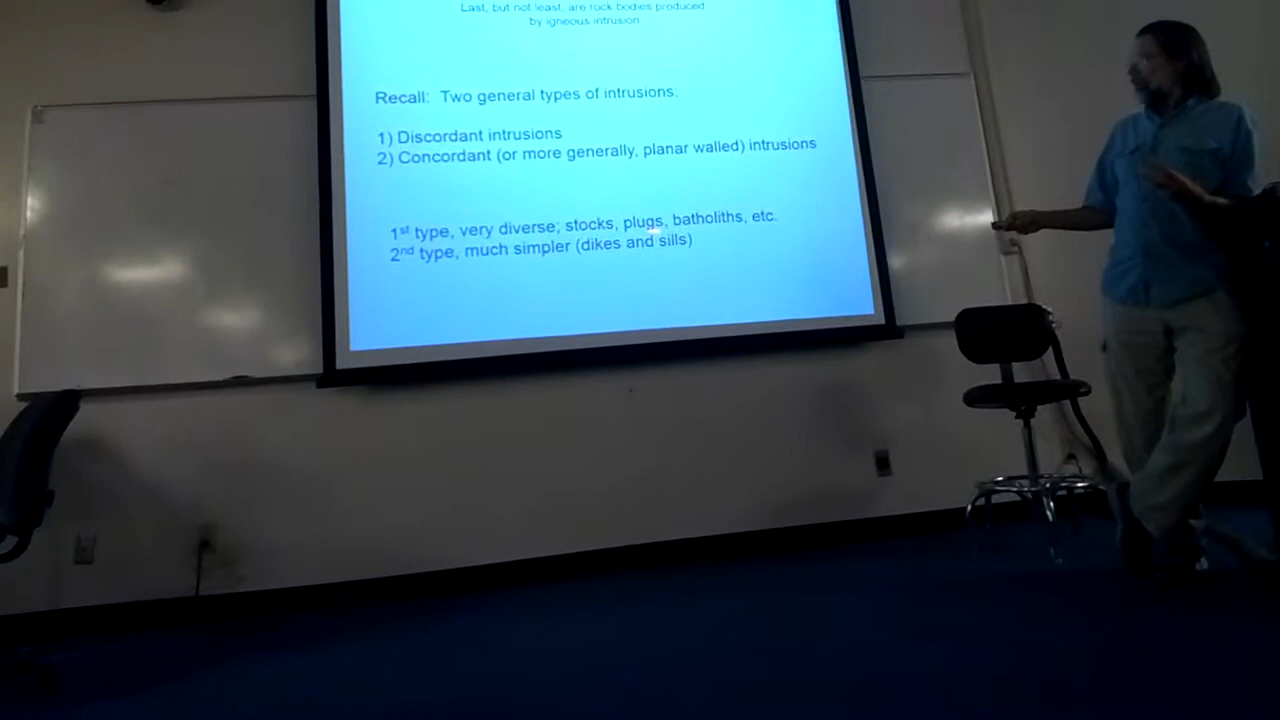 Last, but not least, are rock bodies produced
by igneous intrusion.
Recall: Two general types of intrusions:
1) Discordant intrusions
2) Concordant (or more generally, planar walled) intrusions
1st type, very diverse; stocks, plugs, batholiths, etc.
2nd type, much simpler (dikes and sills)